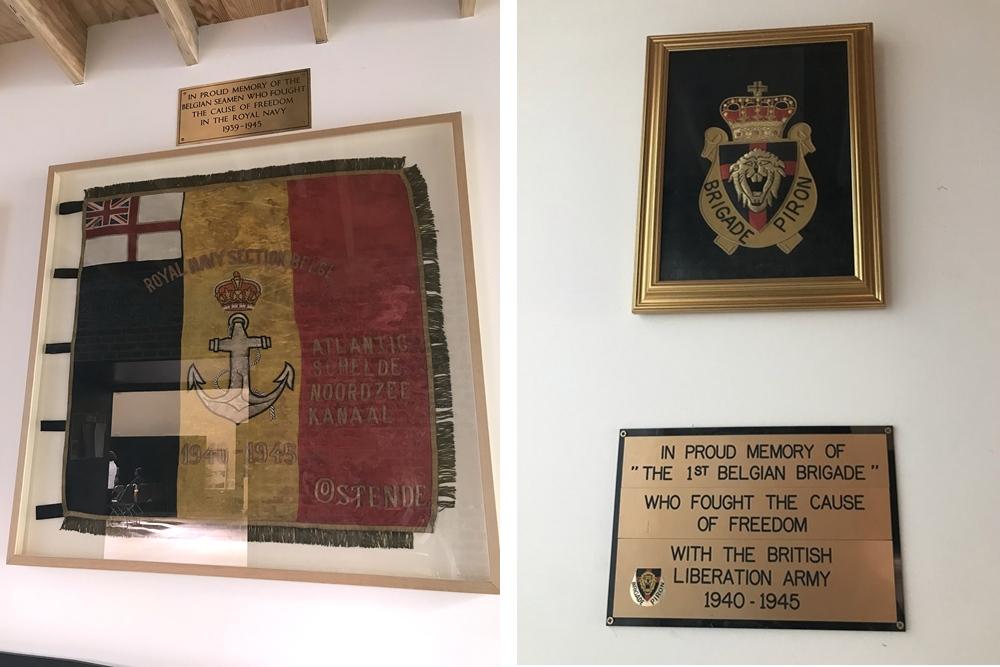 "IN PROUD MEMORY OF THE
BELGIAN SEAMEN WHO FOUGHT
THE CAUSE OF FREEDOM
IN THE ROYAL NAVY
1939-1945
ROYAL NAVY SECTION BELGE
ATLANTIC
SCHELDE
NOORDZEE
KANAAL
1940-1945
OSTENDE
BRIGADE PIRON
IN PROUD MEMORY OF
"THE 1ST BELGIAN BRIGADE"
WHO FOUGHT THE CAUSE
OF FREEDOM
WITH THE BRITISH
LIBERATION ARMY
1940-1945
BRIGADE PIRON